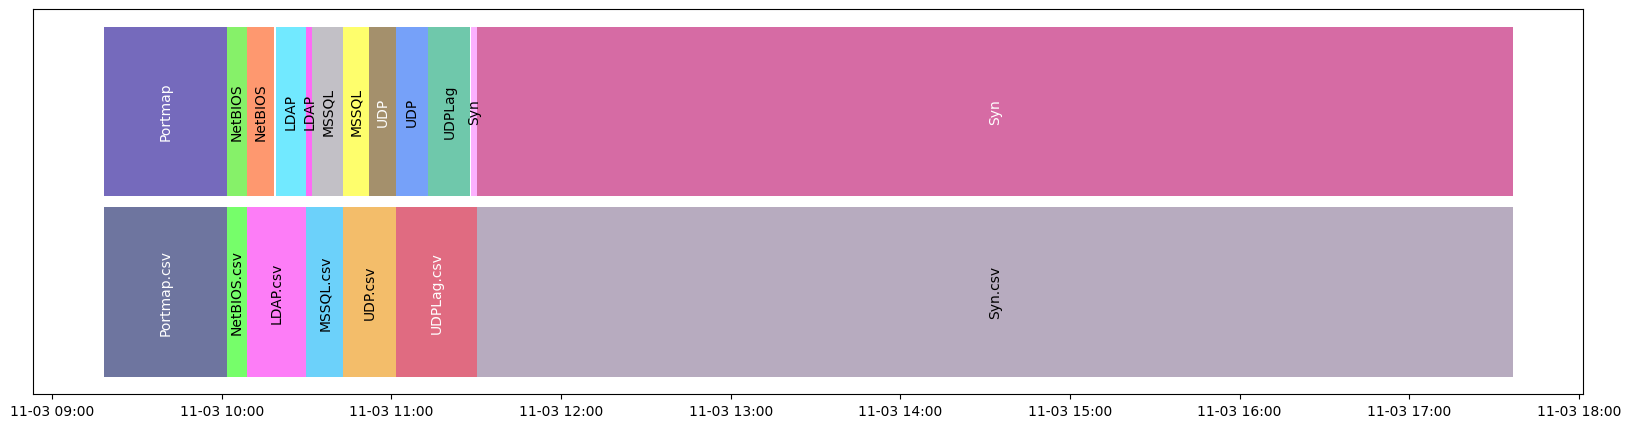 Portmap
NetBIOS
NetBIOS
LDAP
LDAP
MSSQL
MSSQL
UDP
UDP
UDPLag
Syn
Syn
Portmap.csv
NetBIOS.csv
LDAP.csv
MSSQL.csv
UDP.csv
UDPLag.csv
Syn.csv
11-03 09:00 11-03 10:00 11-03 11:00 11-03 12:00 11-03 13:00 11-03 14:00 11-03 15:00 11-03 16:00 11-03 17:00 11-03 18:00